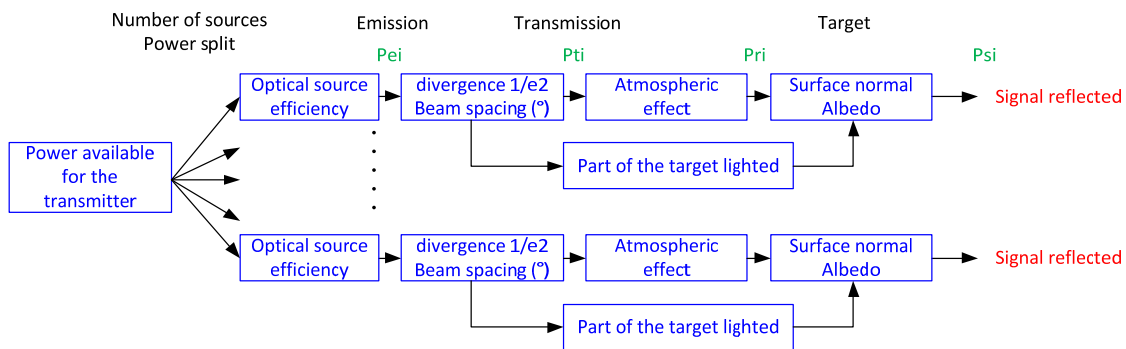 Number of sources
Power split
Emission
Transmission
Target
Pei
Pti
Pri
Psi
Optical source
efficiency
divergence 1/e2
Beam spacing (°)
Atmospheric
effect
Surface normal
Albedo
Signal reflected
Part of the target lighted
Power available
for the
transmitter
Optical source
efficiency
divergence 1/e2
Beam spacing (°)
Atmospheric
effect
Surface normal
Albedo
Signal reflected
Part of the target lighted